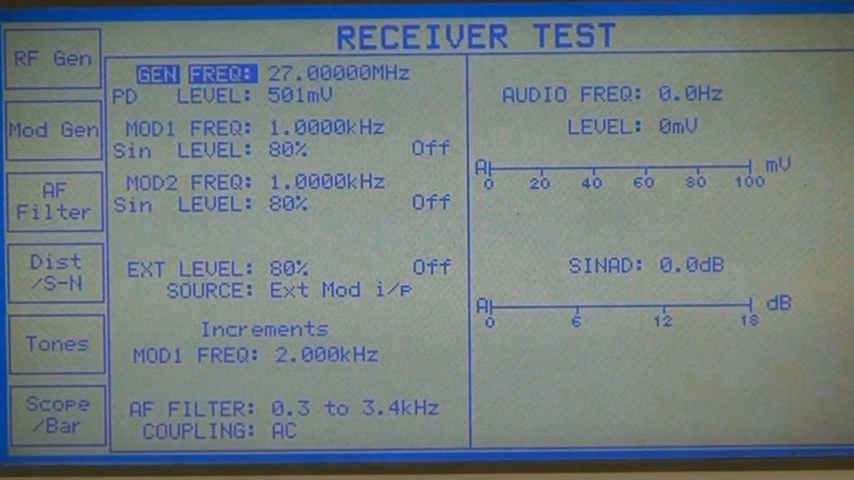 RECEIVER TEST
RF Gen
Mod Gen
AF
Filter
Dist
/S-N
Tones
Scope
/Bar
GEN FREQ: 27.00000MHz
PD LEVEL: 501mV
MOD1 FREQ: 1.0000kHz
Sin LEVEL: 80% Off
MOD2 FREQ: 1.0000kHz
Sin LEVEL: 80% Off
EXT LEVEL: 80% Off
SOURCE: Ext Mod i/p
Increments
MOD1 FREQ: 2.000kHz
AF FILTER: 0.3 to 3.4kHz
COUPLING: AC
AUDIO FREQ: 0.0Hz
LEVEL: 0mV
A mV
0 20 40 60 80 100
SINAD: 0.0dB
A dB
0 6 12 18